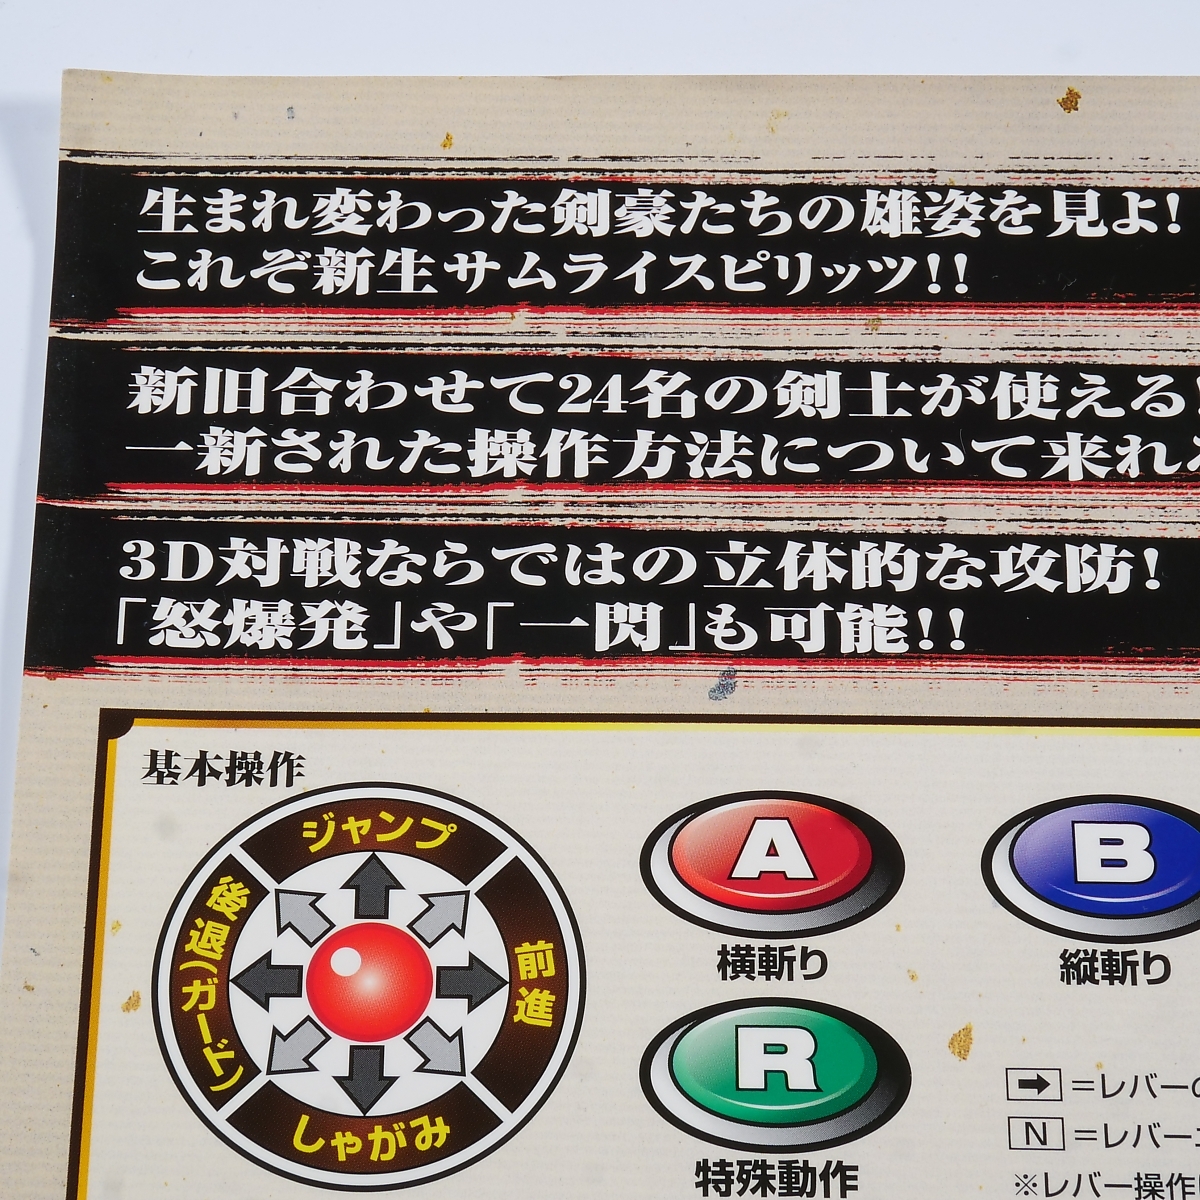 生まれ変わった剣豪たちの雄姿を見よ!
これぞ新生サムライスピリッツ!!
新旧合わせて24名の剣士が使える
一新された操作方法について来れ
3D対戦ならではの立体的な攻防!
「怒爆発」や「一閃」も可能!!
基本操作
ジャンプ
後退(ガード)
前進
しゃがみ
A
横斬り
B
縦斬り
R
特殊動作
➡=レバーの
N=レバー
※レバー操作